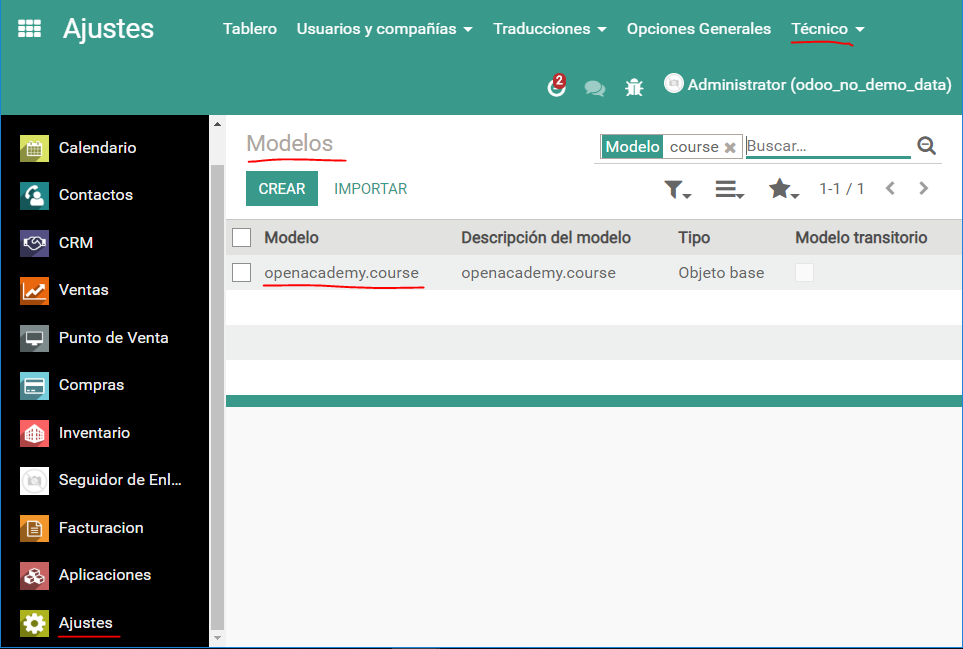 Ajustes
Tablero Usuarios y compañías Traducciones Opciones Generales Técnico
2 Administrator (odoo_no_demo_data)
Calendario
Contactos
CRM
Ventas
Punto de Venta
Compras
Inventario
Seguidor de Enl...
Facturacion
Aplicaciones
Ajustes
Modelos
Modelo course Buscar...
CREAR IMPORTAR
1-1 / 1
Modelo Descripción del modelo Tipo Modelo transitorio
openacademy.course openacademy.course Objeto base